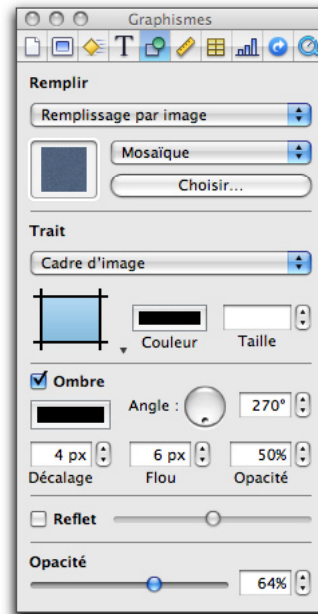 Graphismes
T
Remplir
Remplissage par image
Mosaïque
Choisir...
Trait
Cadre d'image
Couleur Taille
Ombre
Angle : 270°
4 px 6 px 50%
Décalage Flou Opacité
Reflet
Opacité
64%